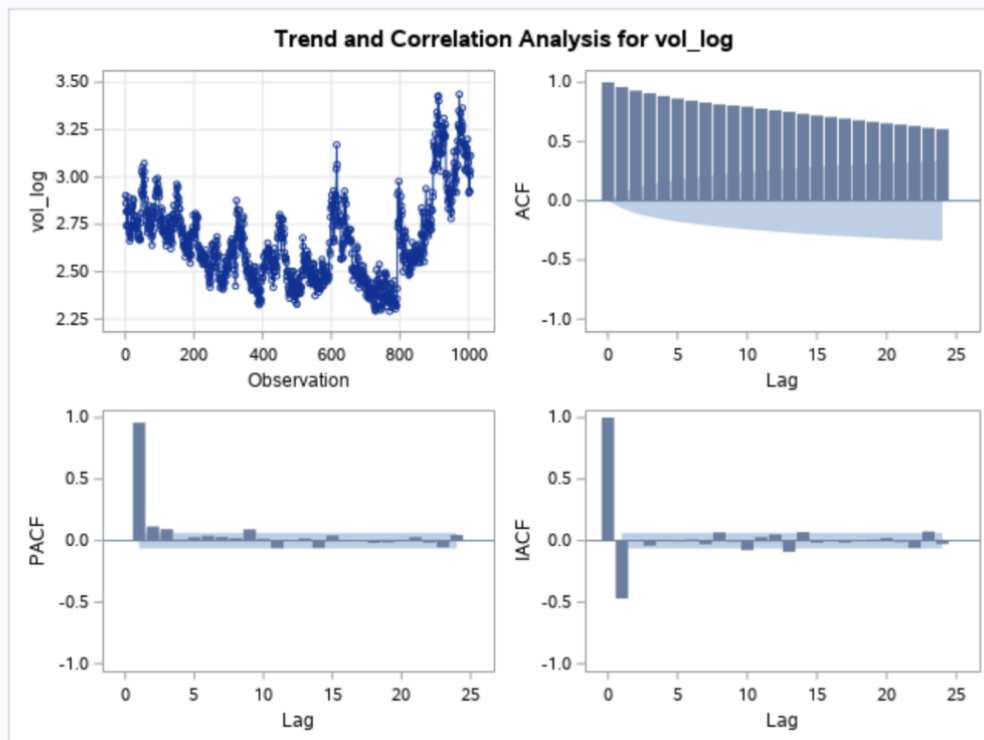 Trend and Correlation Analysis for vol_log
3.50
3.25
3.00
2.75
2.50
2.25
vol_log
0 200 400 600 800 1000
Observation
1.0
0.5
0.0
-0.5
-1.0
ACF
0 5 10 15 20 25
Lag
1.0
0.5
0.0
-0.5
-1.0
PACF
0 5 10 15 20 25
Lag
1.0
0.5
0.0
-0.5
-1.0
IACF
0 5 10 15 20 25
Lag